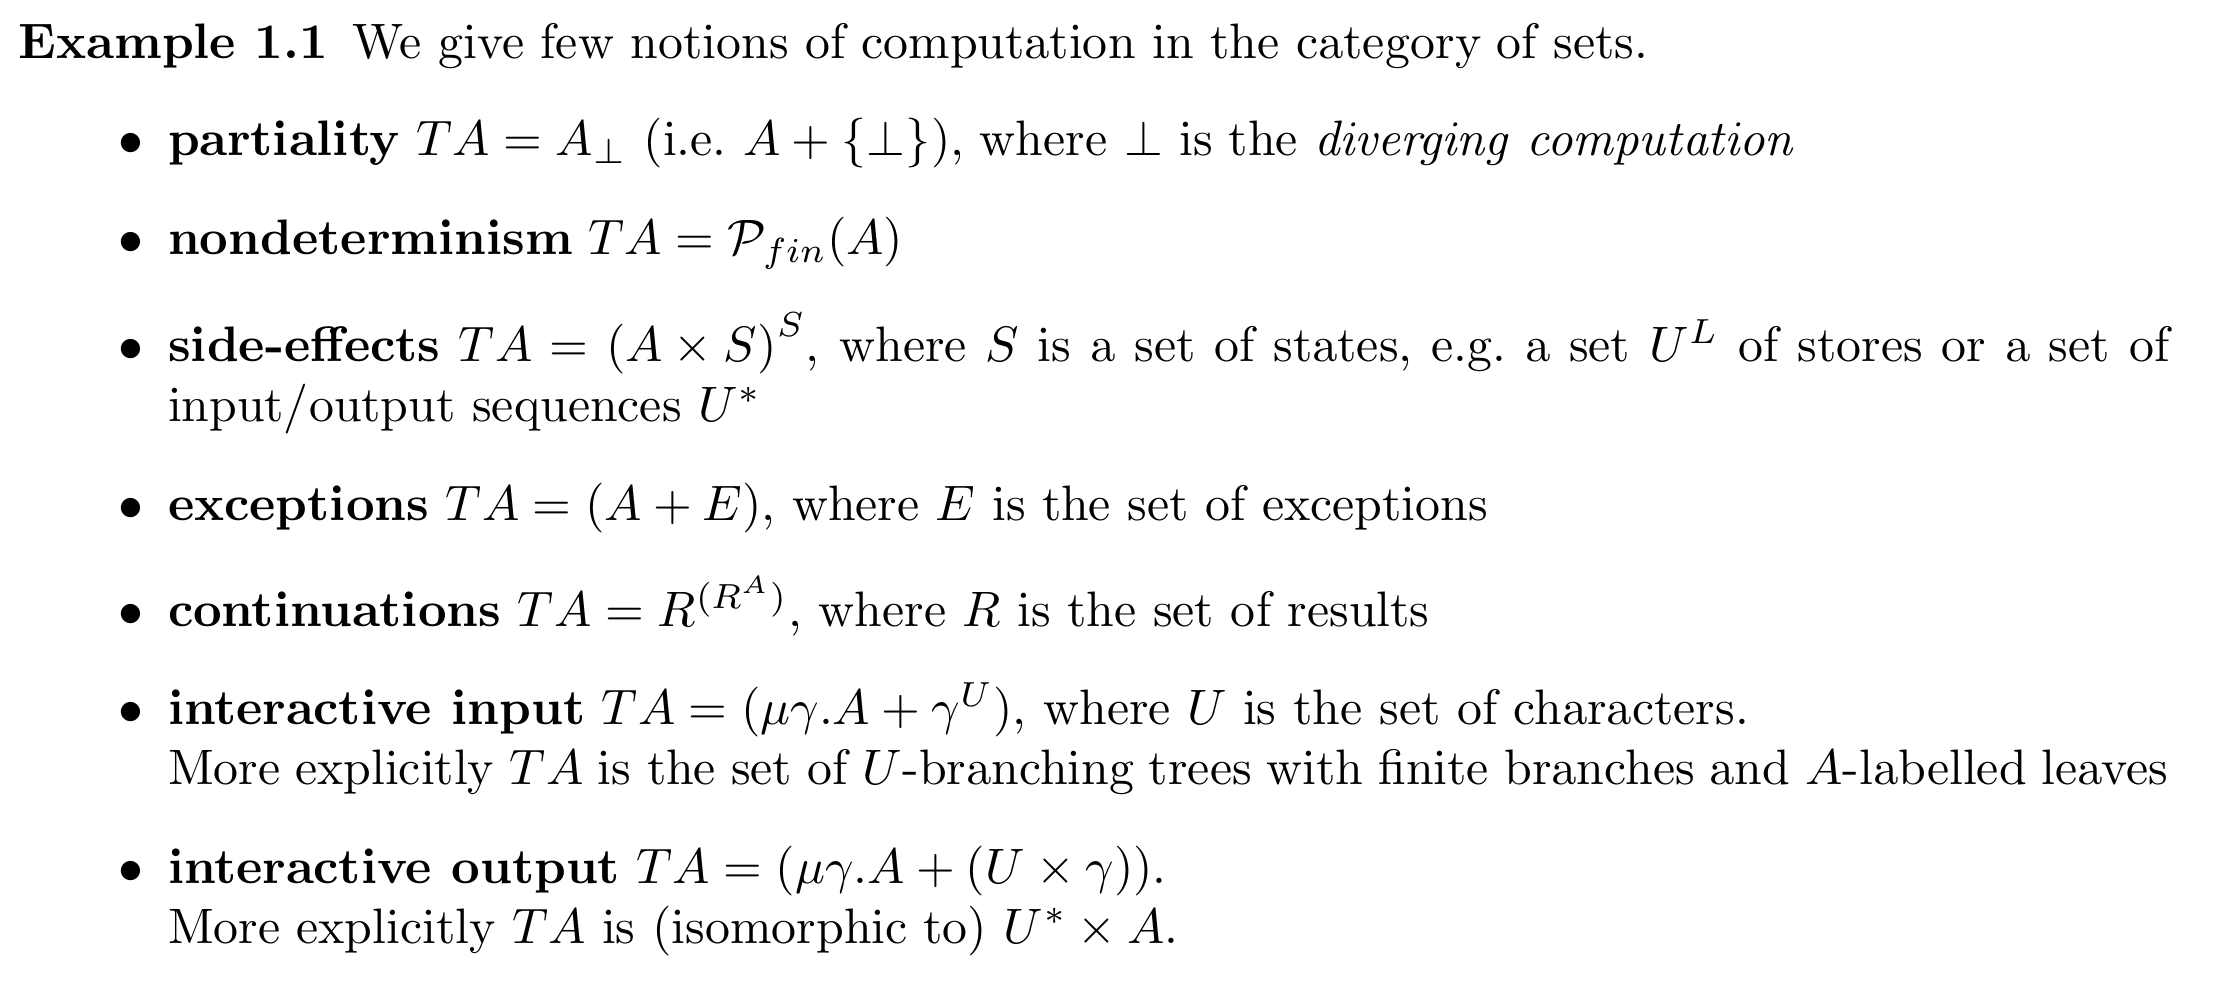 Example 1.1 We give few notions of computation in the category of sets.
• partiality TA = A⊥ (i.e. A + {⊥}), where ⊥ is the diverging computation
• nondeterminism TA = 𝒫_{fin}(A)
• side-effects TA = (A × S)^S, where S is a set of states, e.g. a set U^L of stores or a set of
input/output sequences U*
• exceptions TA = (A + E), where E is the set of exceptions
• continuations TA = R^{(R^A)}, where R is the set of results
• interactive input TA = (μγ.A + γ^U), where U is the set of characters.
More explicitly TA is the set of U-branching trees with finite branches and A-labelled leaves
• interactive output TA = (μγ.A + (U × γ)).
More explicitly TA is (isomorphic to) U* × A.